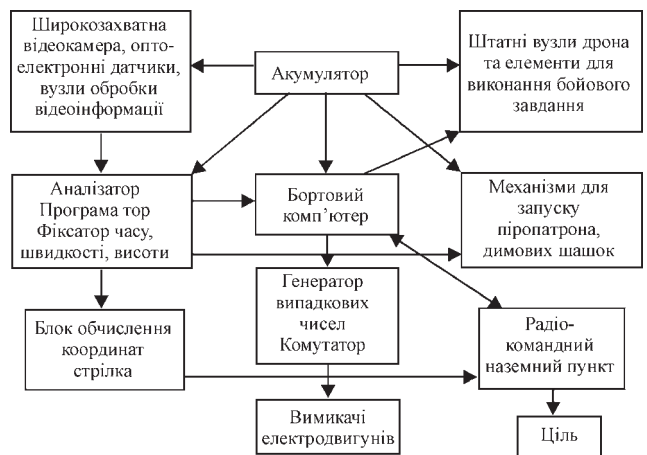 Широкозахватна
відеокамера, опто-
електронні датчики,
вузли обробки
відеоінформації
Акумулятор
Штатні вузли дрона
та елементи для
виконання бойового
завдання
Аналізатор
Програма тор
Фіксатор часу,
швидкості, висоти
Бортовий
комп’ютер
Механізми для
запуску
піропатрона,
димових шашок
Блок обчислення
координат
стрілка
Генератор
випадкових
чисел
Комутатор
Радіо-
командний
наземний пункт
Вимикачі
електродвигунів
Ціль